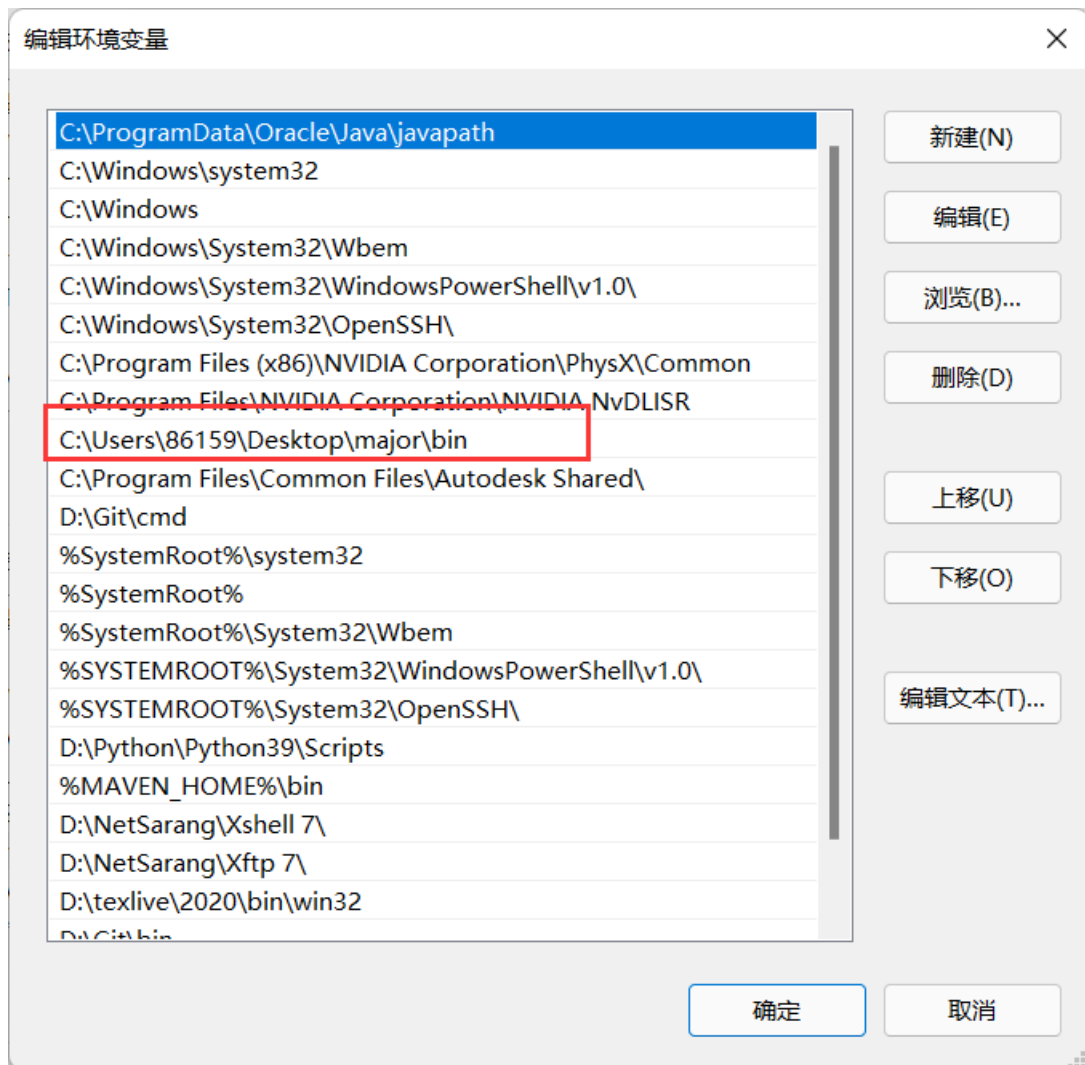 编辑环境变量
C:\ProgramData\Oracle\Java\javapath
新建(N)
C:\Windows\system32
C:\Windows
编辑(E)
C:\Windows\System32\Wbem
C:\Windows\System32\WindowsPowerShell\v1.0\
浏览(B)...
C:\Windows\System32\OpenSSH\
C:\Program Files (x86)\NVIDIA Corporation\PhysX\Common
删除(D)
C:\Program Files\NVIDIA Corporation\NVIDIA NvDLISR
C:\Users\86159\Desktop\major\bin
C:\Program Files\Common Files\Autodesk Shared\
上移(U)
D:\Git\cmd
%SystemRoot%\system32
下移(O)
%SystemRoot%
%SystemRoot%\System32\Wbem
%SYSTEMROOT%\System32\WindowsPowerShell\v1.0\
编辑文本(T)...
%SYSTEMROOT%\System32\OpenSSH\
D:\Python\Python39\Scripts
%MAVEN_HOME%\bin
D:\NetSarang\Xshell 7\
D:\NetSarang\Xftp 7\
D:\texlive\2020\bin\win32
D:\Git\bin
确定
取消